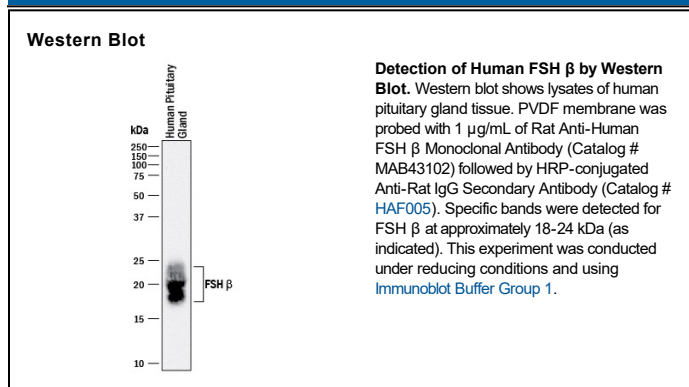 Western Blot
Human Pituitary
Gland
kDa
250
150
100
75
50
37
25
20
15
10
FSH β
Detection of Human FSH β by Western
Blot. Western blot shows lysates of human
pituitary gland tissue. PVDF membrane was
probed with 1 µg/mL of Rat Anti-Human
FSH β Monoclonal Antibody (Catalog #
MAB43102) followed by HRP-conjugated
Anti-Rat IgG Secondary Antibody (Catalog #
HAF005). Specific bands were detected for
FSH β at approximately 18-24 kDa (as
indicated). This experiment was conducted
under reducing conditions and using
Immunoblot Buffer Group 1.